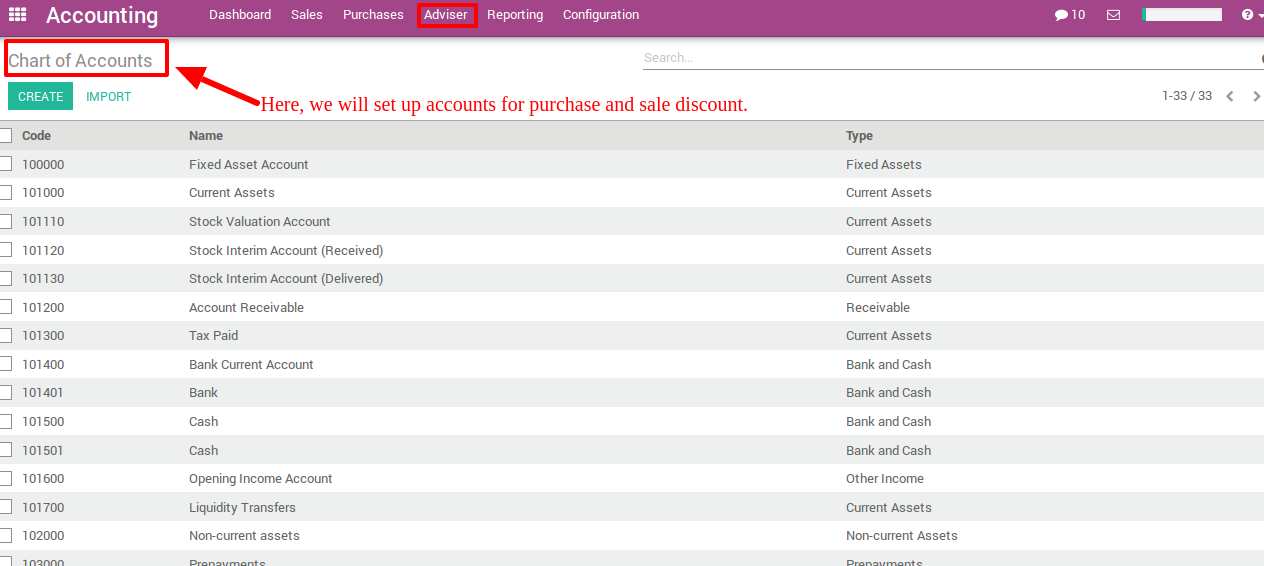 Accounting Dashboard Sales Purchases Adviser Reporting Configuration 10
Chart of Accounts Search...
CREATE IMPORT Here, we will set up accounts for purchase and sale discount. 1-33 / 33
Code Name Type
100000 Fixed Asset Account Fixed Assets
101000 Current Assets Current Assets
101110 Stock Valuation Account Current Assets
101120 Stock Interim Account (Received) Current Assets
101130 Stock Interim Account (Delivered) Current Assets
101200 Account Receivable Receivable
101300 Tax Paid Current Assets
101400 Bank Current Account Bank and Cash
101401 Bank Bank and Cash
101500 Cash Bank and Cash
101501 Cash Bank and Cash
101600 Opening Income Account Other Income
101700 Liquidity Transfers Current Assets
102000 Non-current assets Non-current Assets
103000 Prepayments Prepayments